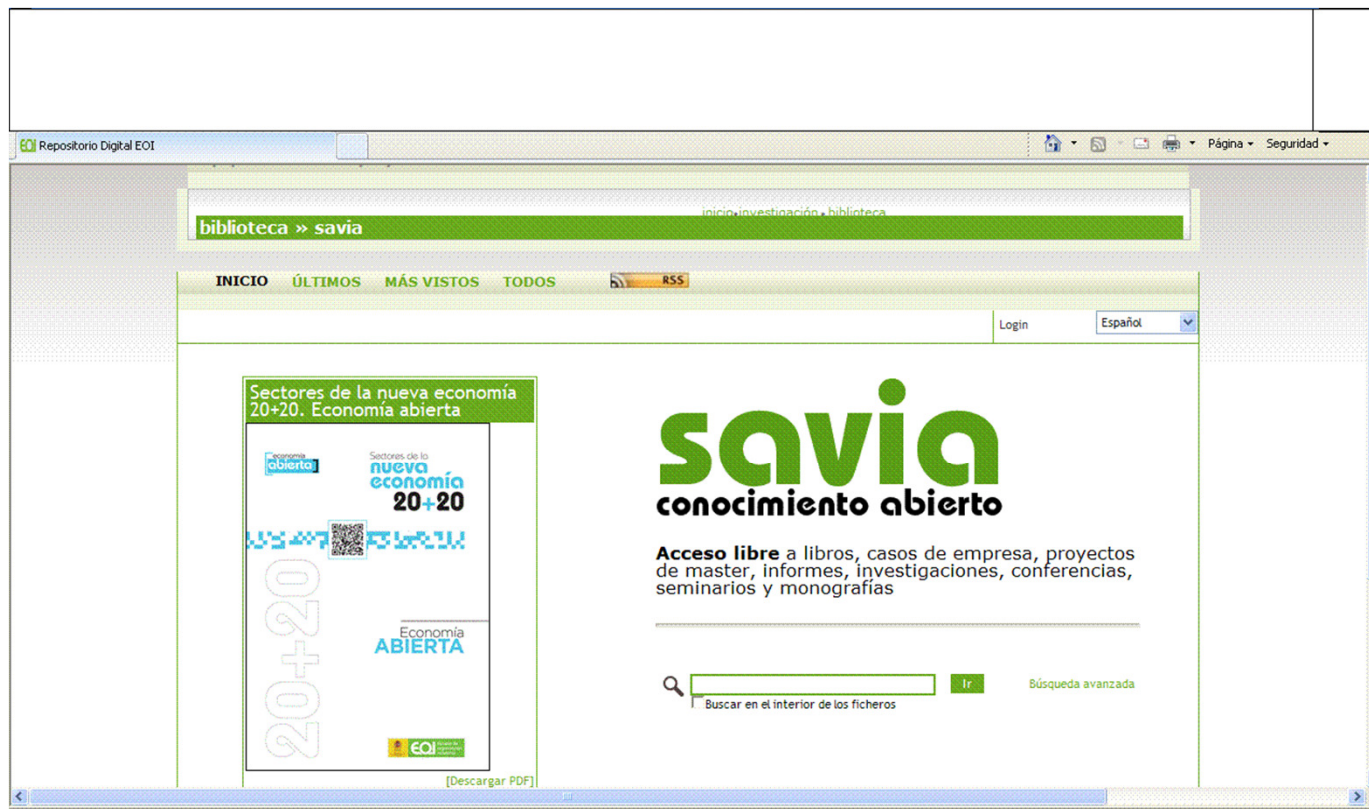 EOI Repositorio Digital EOI
Página
Seguridad
inicio investigación biblioteca
biblioteca » savia
INICIO
ÚLTIMOS
MÁS VISTOS
TODOS
RSS
Login
Español
Sectores de la nueva economía
20+20. Economía abierta
economía
abierta
Sectores de la
nueva
economía
20+20
20+20
Economía
ABIERTA
EOI
[Descargar PDF]
savia
conocimiento abierto
Acceso libre a libros, casos de empresa, proyectos
de master, informes, investigaciones, conferencias,
seminarios y monografías
Ir
Búsqueda avanzada
Buscar en el interior de los ficheros